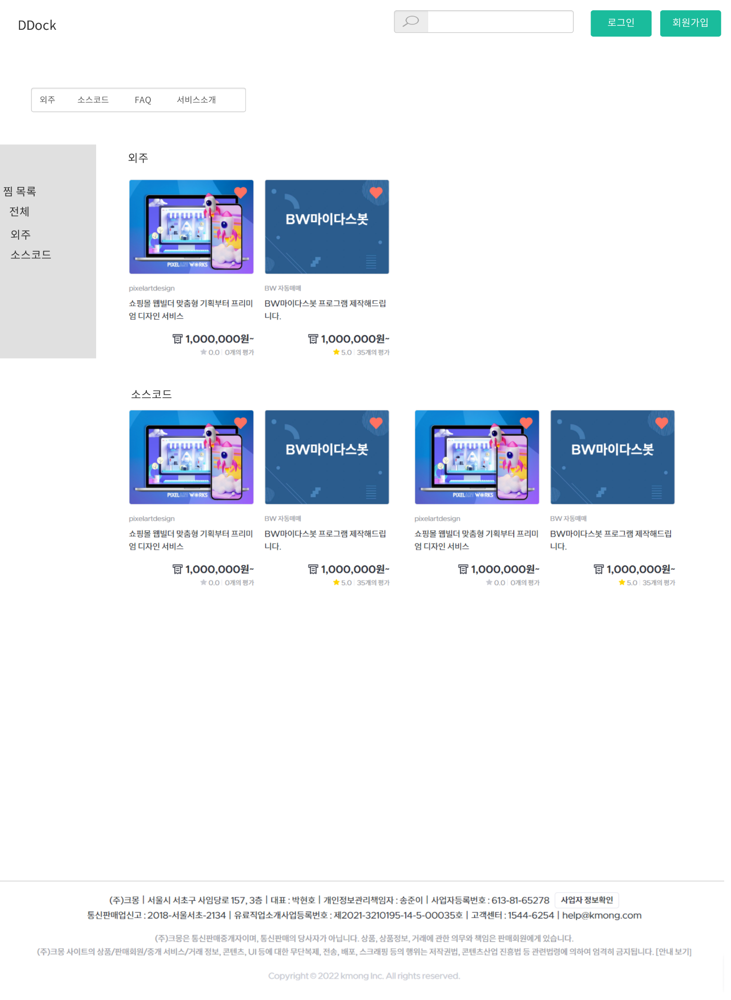 DDock
로그인
회원가입
외주 소스코드 FAQ 서비스소개
찜 목록
전체
외주
소스코드
외주
PIXELART WORKS
pixelartdesign
쇼핑몰 웹빌더 맞춤형 기획부터 프리미
엄 디자인 서비스
1,000,000원~
0.0 | 0개의 평가
BW마이다스봇
BW 자동매매
BW마이다스봇 프로그램 제작해드립
니다.
1,000,000원~
5.0 | 35개의 평가
소스코드
PIXELART WORKS
pixelartdesign
쇼핑몰 웹빌더 맞춤형 기획부터 프리미
엄 디자인 서비스
1,000,000원~
0.0 | 0개의 평가
BW마이다스봇
BW 자동매매
BW마이다스봇 프로그램 제작해드립
니다.
1,000,000원~
5.0 | 35개의 평가
PIXELART WORKS
pixelartdesign
쇼핑몰 웹빌더 맞춤형 기획부터 프리미
엄 디자인 서비스
1,000,000원~
0.0 | 0개의 평가
BW마이다스봇
BW 자동매매
BW마이다스봇 프로그램 제작해드립
니다.
1,000,000원~
5.0 | 35개의 평가
(주)크몽 | 서울시 서초구 사임당로 157, 3층 | 대표 : 박현호 | 개인정보관리책임자 : 송준이 | 사업자등록번호 : 613-81-65278 사업자 정보확인
통신판매업신고 : 2018-서울서초-2134 | 유료직업소개사업등록번호 : 제2021-3210195-14-5-00035호 | 고객센터 : 1544-6254 | help@kmong.com
(주)크몽은 통신판매중개자이며, 통신판매의 당사자가 아닙니다. 상품, 상품정보, 거래에 관한 의무와 책임은 판매회원에게 있습니다.
(주)크몽 사이트의 상품/판매회원/중개 서비스/거래 정보, 콘텐츠, UI 등에 대한 무단복제, 전송, 배포, 스크래핑 등의 행위는 저작권법, 콘텐츠산업 진흥법 등 관련법령에 의하여 엄격히 금지됩니다. [안내 보기]
Copyright © 2022 kmong Inc. All rights reserved.